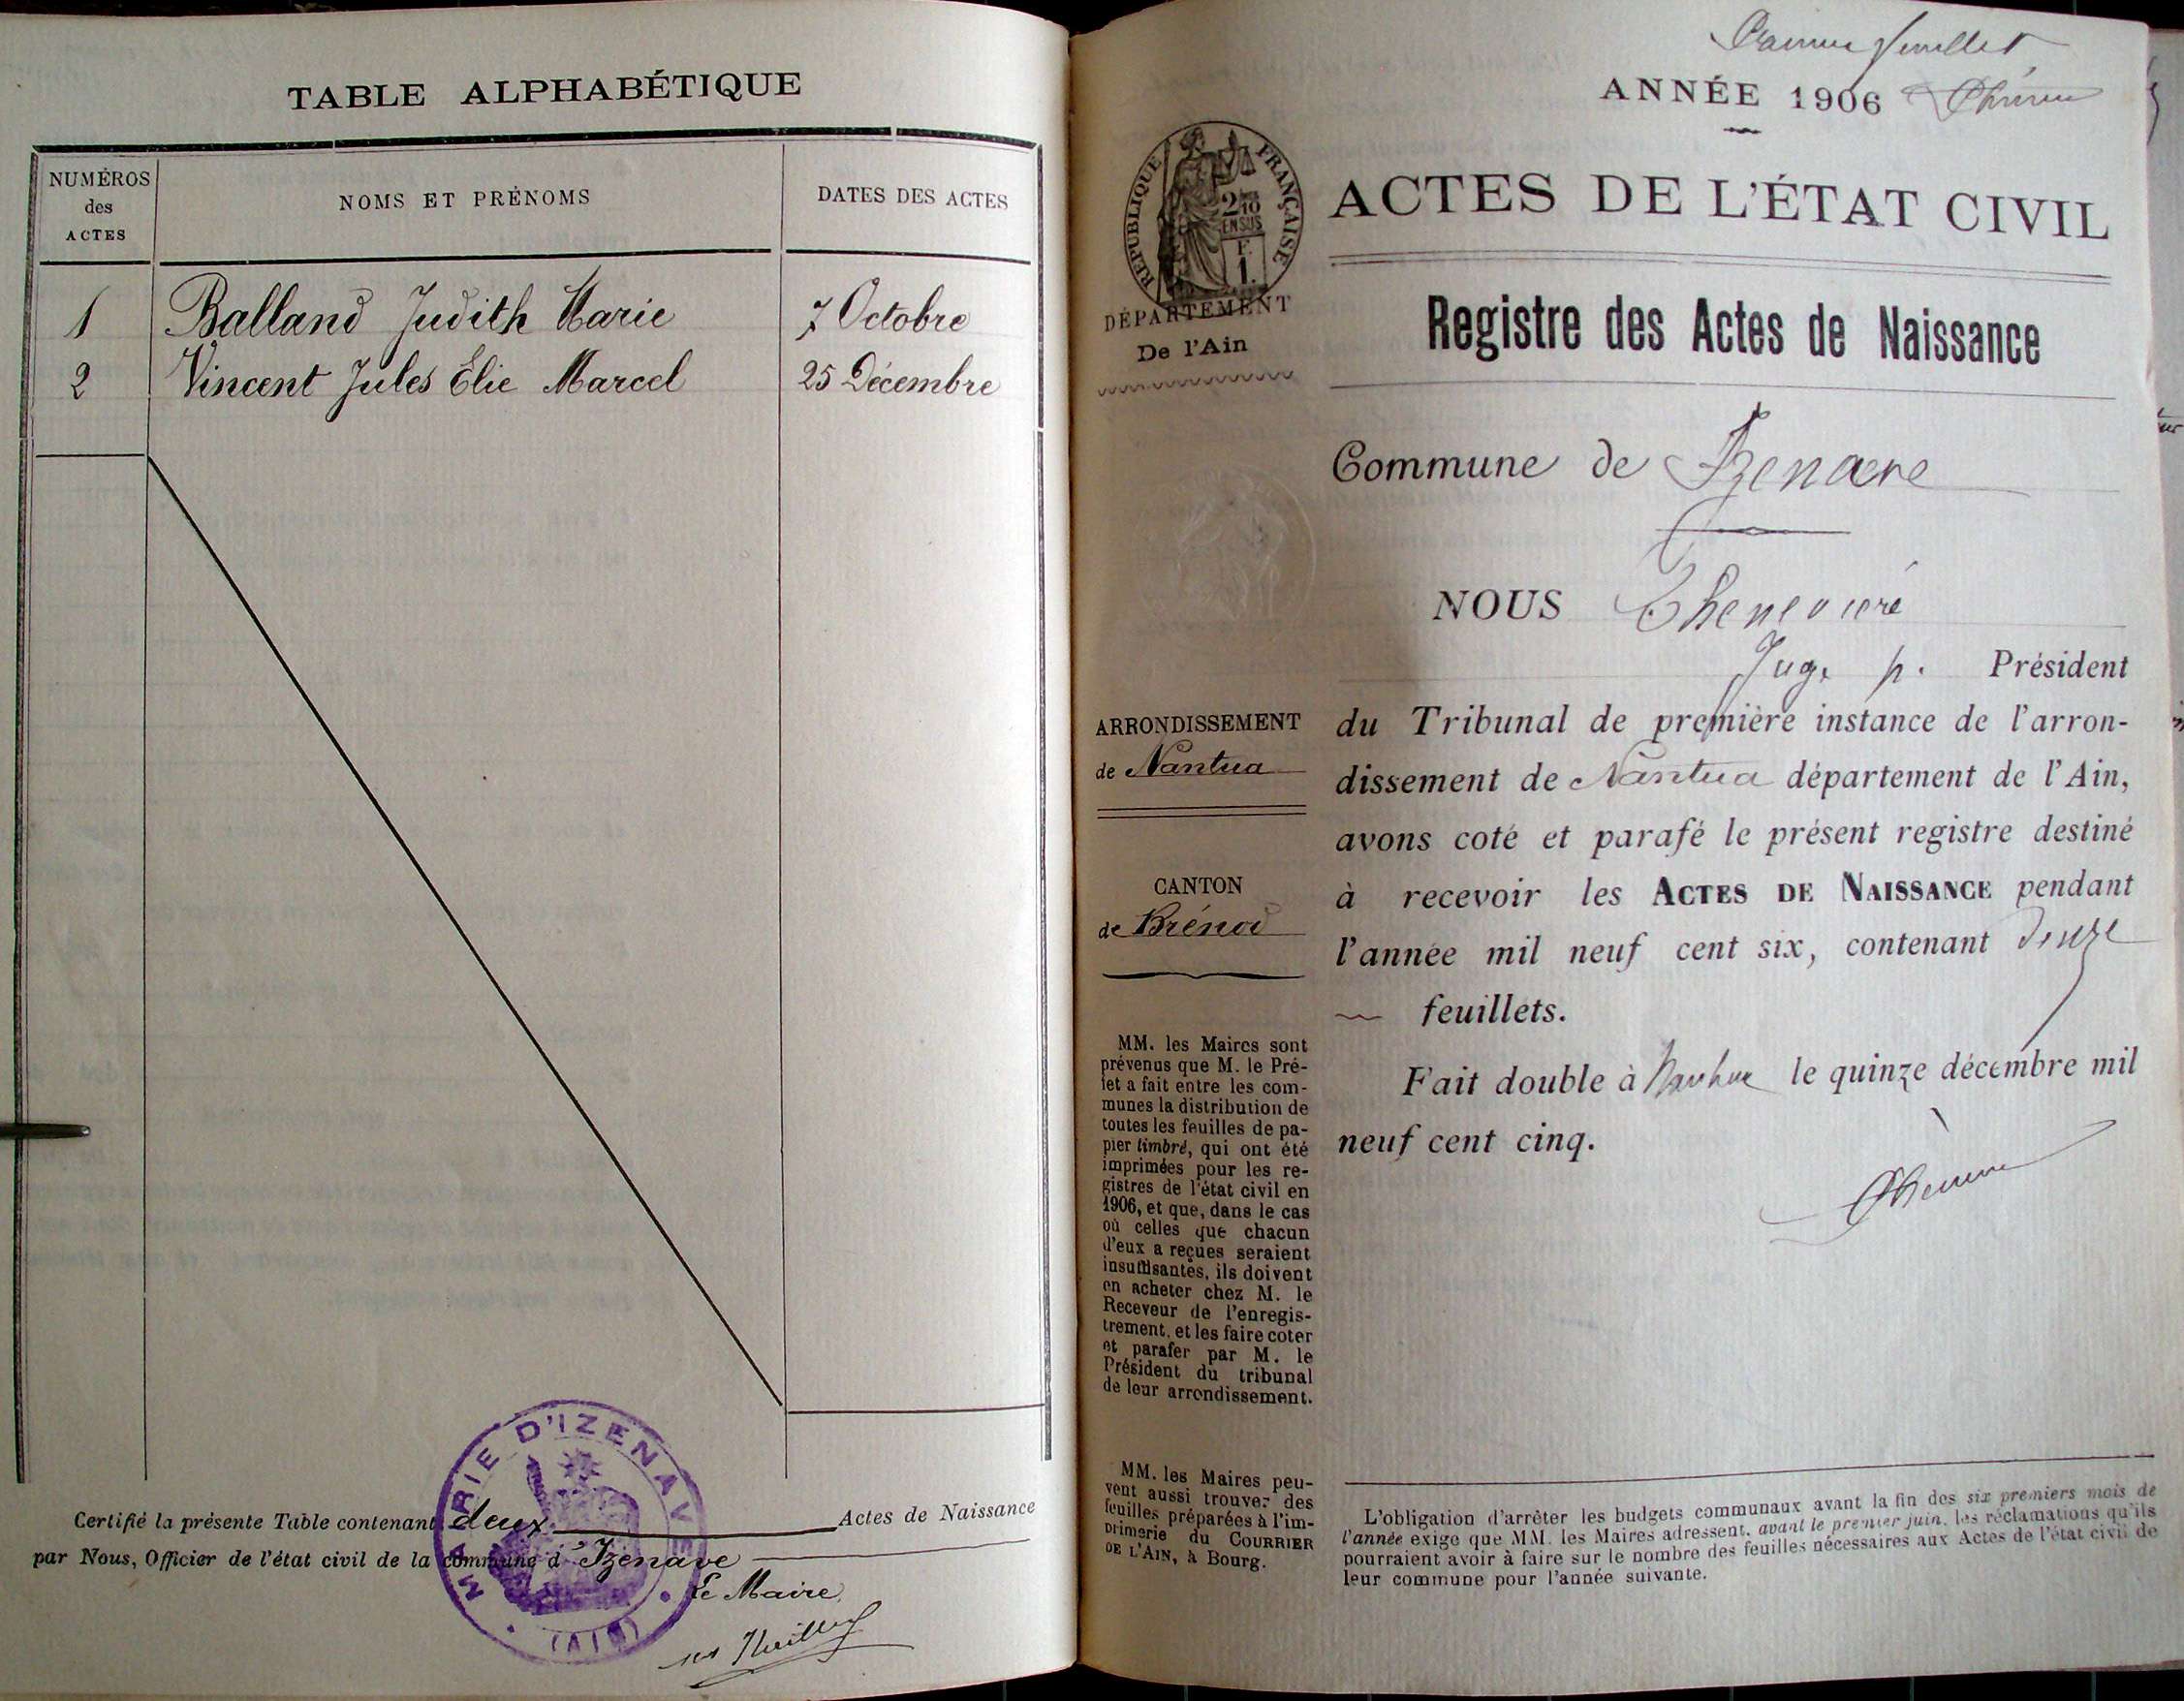 TABLE ALPHABÉTIQUE
NUMÉROS
des
ACTES
NOMS ET PRÉNOMS
DATES DES ACTES
1 Balland Judith Marie 7 Octobre
2 Vincent Jules Elie Marcel 25 Décembre
Certifié la présente Table contenant deux Actes de Naissance
par Nous, Officier de l'état civil de la commune d'Izenave
Le Maire
MAIRIE D'IZENAVE
(AIN)
feuillet
ANNÉE 1906
RÉPUBLIQUE FRANÇAISE
2/10
EN SUS
F.
1.
DÉPARTEMENT
De l'Ain
ACTES DE L'ÉTAT CIVIL
Registre des Actes de Naissance
Commune de Izenave
NOUS
Juge p. Président
du Tribunal de première instance de l'arron-
dissement de Nantua département de l'Ain,
avons coté et parafé le présent registre destiné
à recevoir les ACTES DE NAISSANCE pendant
l'année mil neuf cent six, contenant douze
feuillets.
Fait double à Nantua le quinze décembre mil
neuf cent cinq.
ARRONDISSEMENT
de Nantua
CANTON
de Brénod
MM. les Maires sont
prévenus que M. le Pré-
fet a fait entre les com-
munes la distribution de
toutes les feuilles de pa-
pier timbré, qui ont été
imprimées pour les re-
gistres de l'état civil en
1906, et que, dans le cas
où celles que chacun
d'eux a reçues seraient
insuffisantes, ils doivent
en acheter chez M. le
Receveur de l'enregis-
trement, et les faire coter
et parafer par M. le
Président du tribunal
de leur arrondissement.
MM. les Maires peu-
vent aussi trouver des
feuilles préparées à l'im-
primerie du COURRIER
DE L'AIN, à Bourg.
L'obligation d'arrêter les budgets communaux avant la fin des six premiers mois de
l'année exige que MM. les Maires adressent, avant le premier juin, les réclamations qu'ils
pourraient avoir à faire sur le nombre des feuilles nécessaires aux Actes de l'état civil de
leur commune pour l'année suivante.